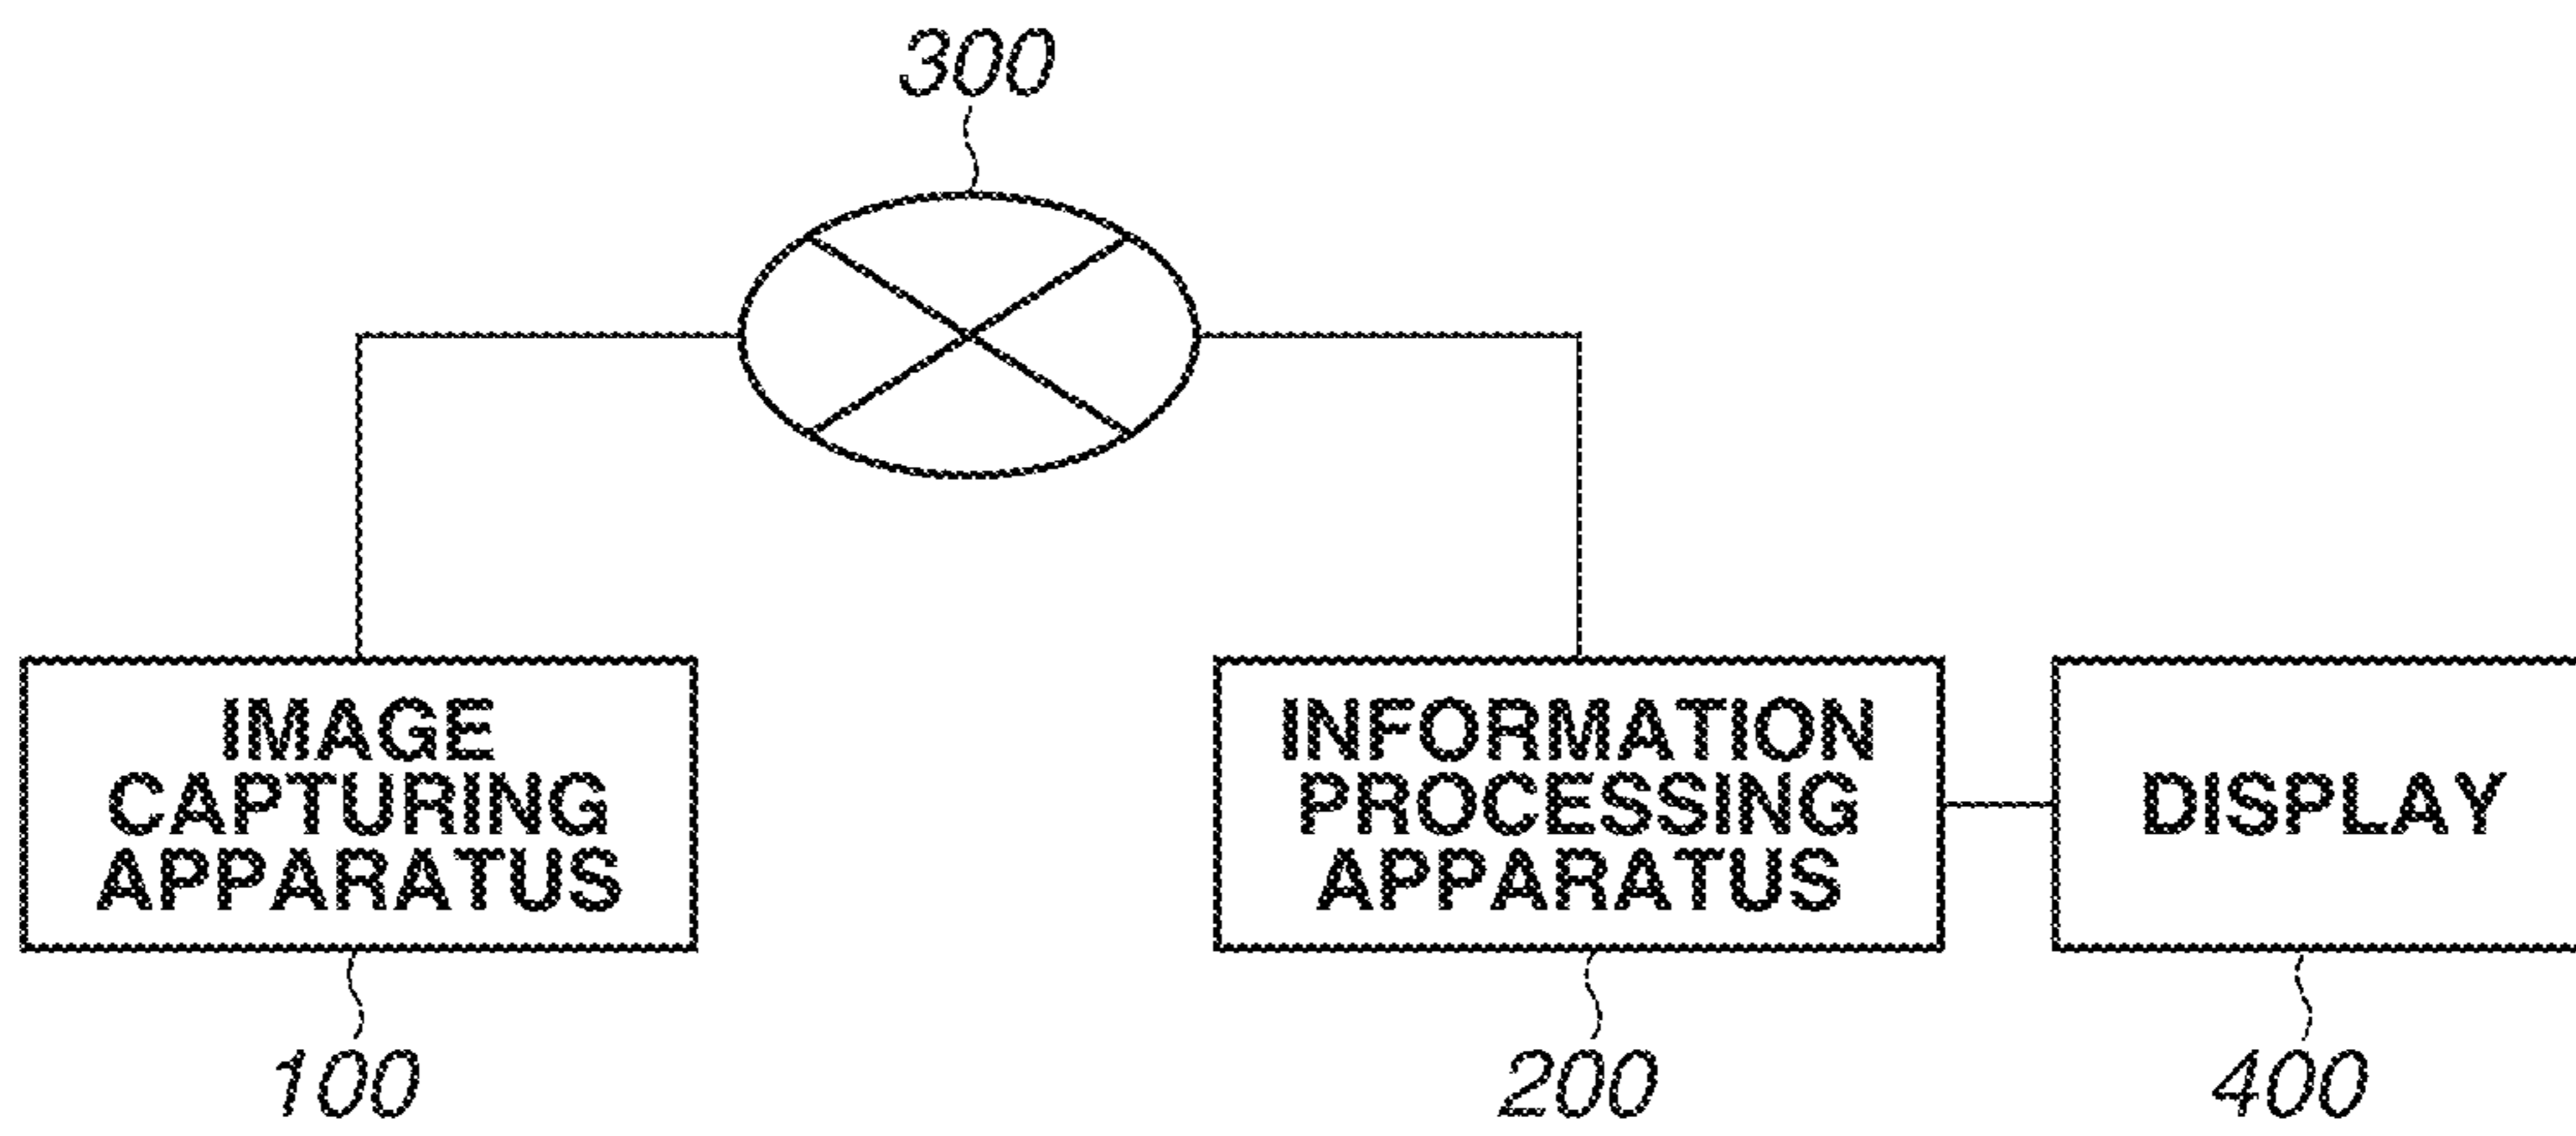 300
IMAGE
CAPTURING
APPARATUS
INFORMATION
PROCESSING
APPARATUS
DISPLAY
100
200
400